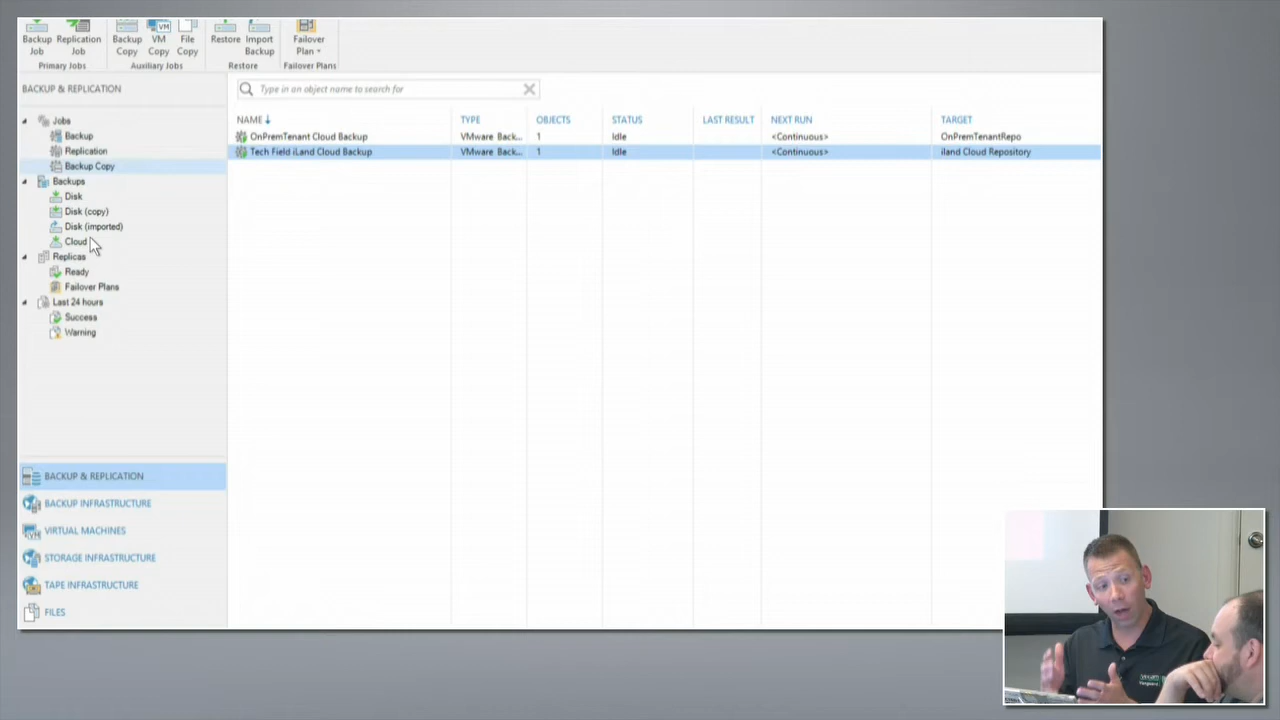 Backup Job
Replication Job
Backup Copy
VM Copy
File Copy
Restore
Import Backup
Failover Plan
Primary Jobs
Auxiliary Jobs
Restore
Failover Plans
BACKUP & REPLICATION
Jobs
Backup
Replication
Backup Copy
Backups
Disk
Disk (copy)
Disk (imported)
Cloud
Replicas
Ready
Failover Plans
Last 24 hours
Success
Warning
BACKUP & REPLICATION
BACKUP INFRASTRUCTURE
VIRTUAL MACHINES
STORAGE INFRASTRUCTURE
TAPE INFRASTRUCTURE
FILES
Type in an object name to search for
NAME TYPE OBJECTS STATUS LAST RESULT NEXT RUN TARGET
OnPremTenant Cloud Backup VMware Back... 1 Idle <Continuous> OnPremTenantRepo
Tech Field iLand Cloud Backup VMware Back... 1 Idle <Continuous> iland Cloud Repository